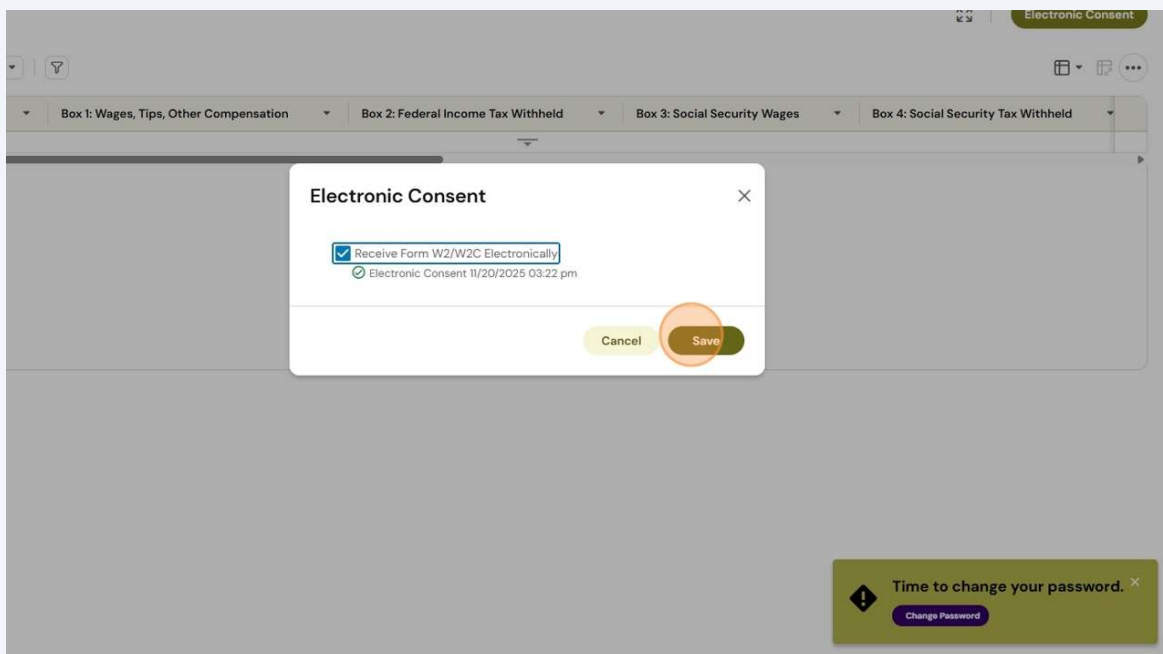 Electronic Consent
Box 1: Wages, Tips, Other Compensation Box 2: Federal Income Tax Withheld Box 3: Social Security Wages Box 4: Social Security Tax Withheld
Electronic Consent
Receive Form W2/W2C Electronically
Electronic Consent 11/20/2025 03:22 pm
Cancel Save
Time to change your password.
Change Password